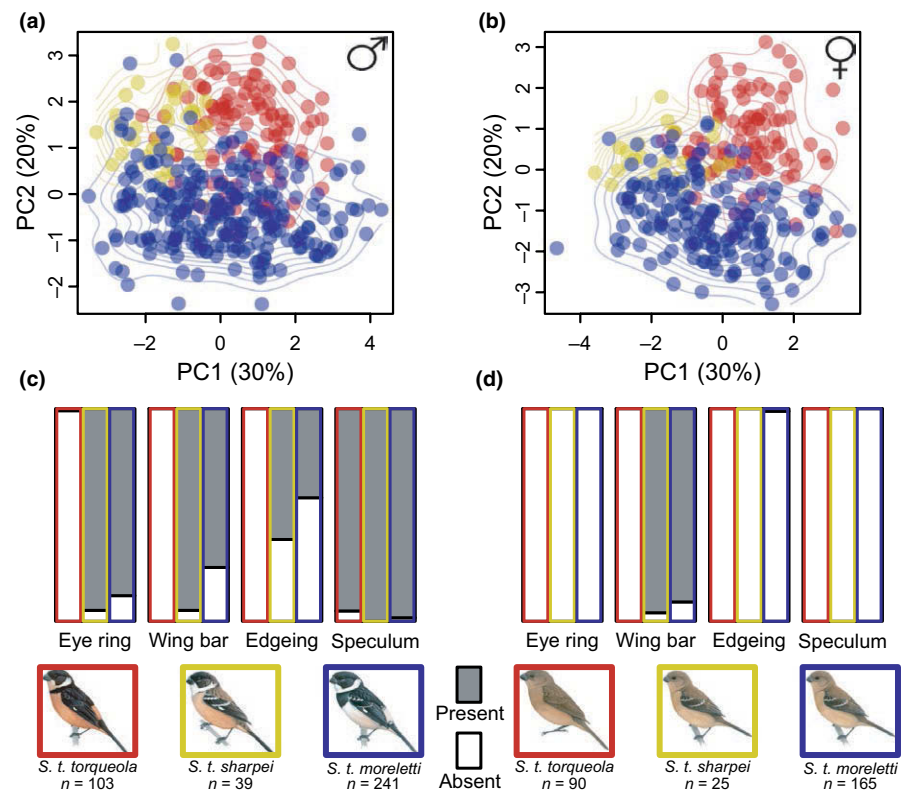 (a)
♂
3
2
1
0
−1
−2
PC2 (20%)
−2
0
2
4
PC1 (30%)
(b)
♀
3
2
1
0
−1
−2
−3
PC2 (20%)
−4
−2
0
2
PC1 (30%)
(c)
Eye ring Wing bar Edgeing Speculum
(d)
Eye ring Wing bar Edgeing Speculum
S. t. torqueola
n = 103
S. t. sharpei
n = 39
S. t. moreletti
n = 241
Present
Absent
S. t. torqueola
n = 90
S. t. sharpei
n = 25
S. t. moreletti
n = 165